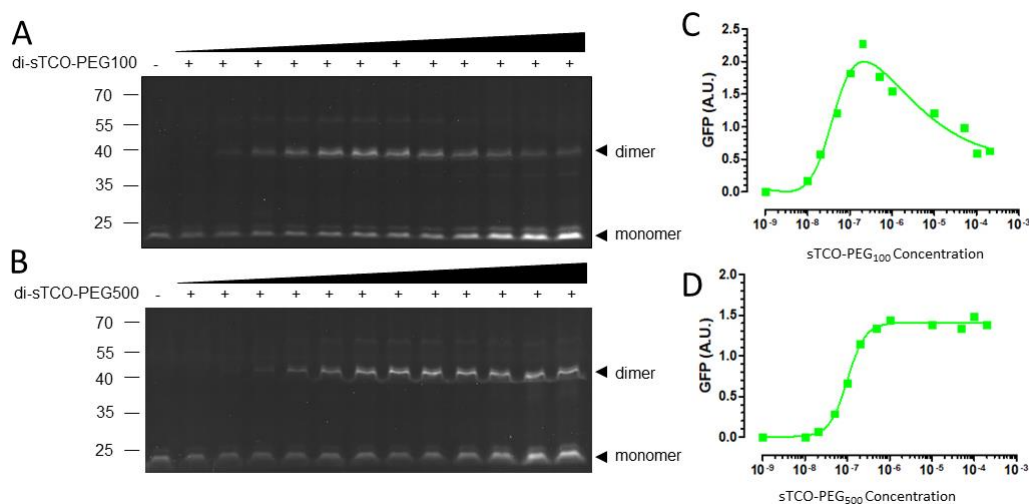 A
di-sTCO-PEG100 - + + + + + + + + + + + +
70
55
40
35
25
dimer
monomer
B
di-sTCO-PEG500 - + + + + + + + + + + + +
70
55
40
35
25
dimer
monomer
C
GFP (A.U.)
2.5
2.0
1.5
1.0
0.5
0.0
10⁻⁹ 10⁻⁸ 10⁻⁷ 10⁻⁶ 10⁻⁵ 10⁻⁴ 10⁻³
sTCO-PEG₁₀₀ Concentration
D
GFP (A.U.)
2.0
1.5
1.0
0.5
0.0
10⁻⁹ 10⁻⁸ 10⁻⁷ 10⁻⁶ 10⁻⁵ 10⁻⁴ 10⁻³
sTCO-PEG₅₀₀ Concentration